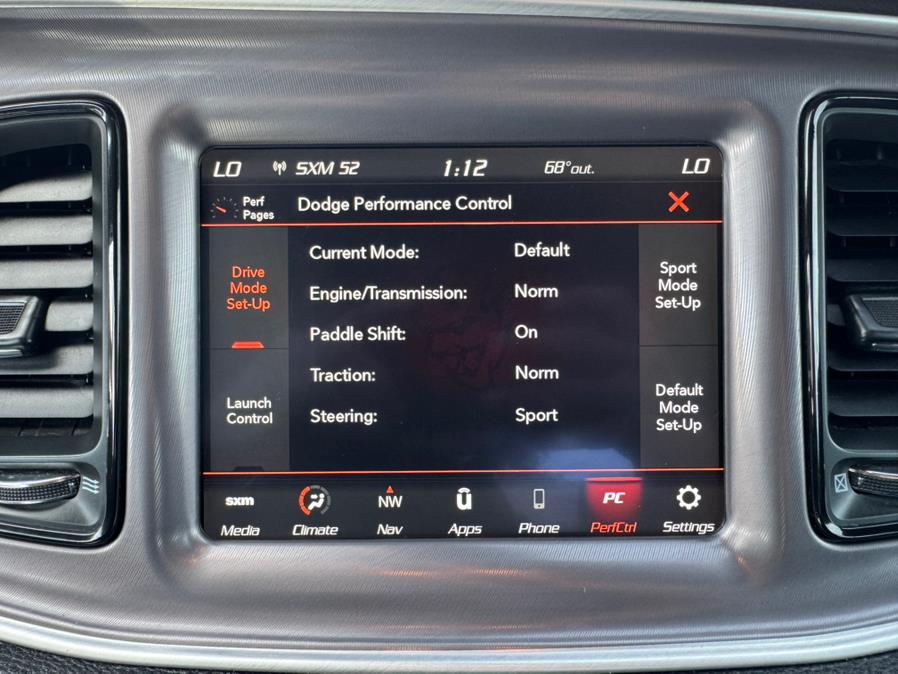 LO SXM 52 1:12 68° out. LO
Perf Pages Dodge Performance Control X
Drive Mode Set-Up
Launch Control
Current Mode: Default
Engine/Transmission: Norm
Paddle Shift: On
Traction: Norm
Steering: Sport
Sport Mode Set-Up
Default Mode Set-Up
sxm NW ū PC
Media Climate Nav Apps Phone PerfCtrl Settings